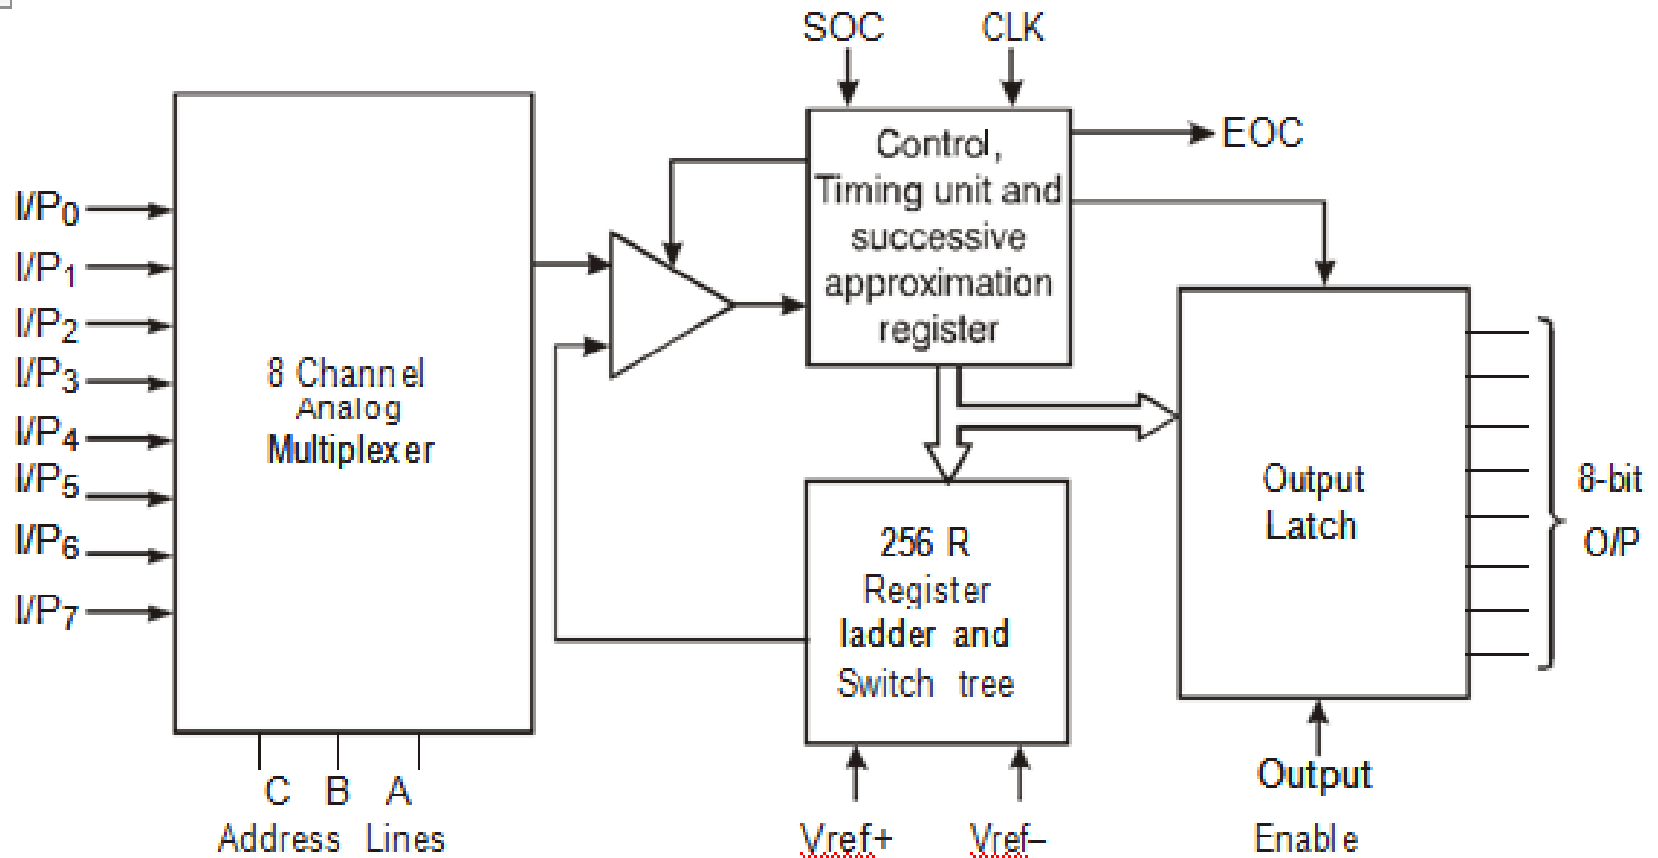 SOC
CLK
EOC
Control,
Timing unit and
successive
approximation
register
I/P0
I/P1
I/P2
I/P3
I/P4
I/P5
I/P6
I/P7
8 Channel
Analog
Multiplexer
C B A
Address Lines
256 R
Register
ladder and
Switch tree
Vref+
Vref–
Output
Latch
8-bit
O/P
Output
Enable